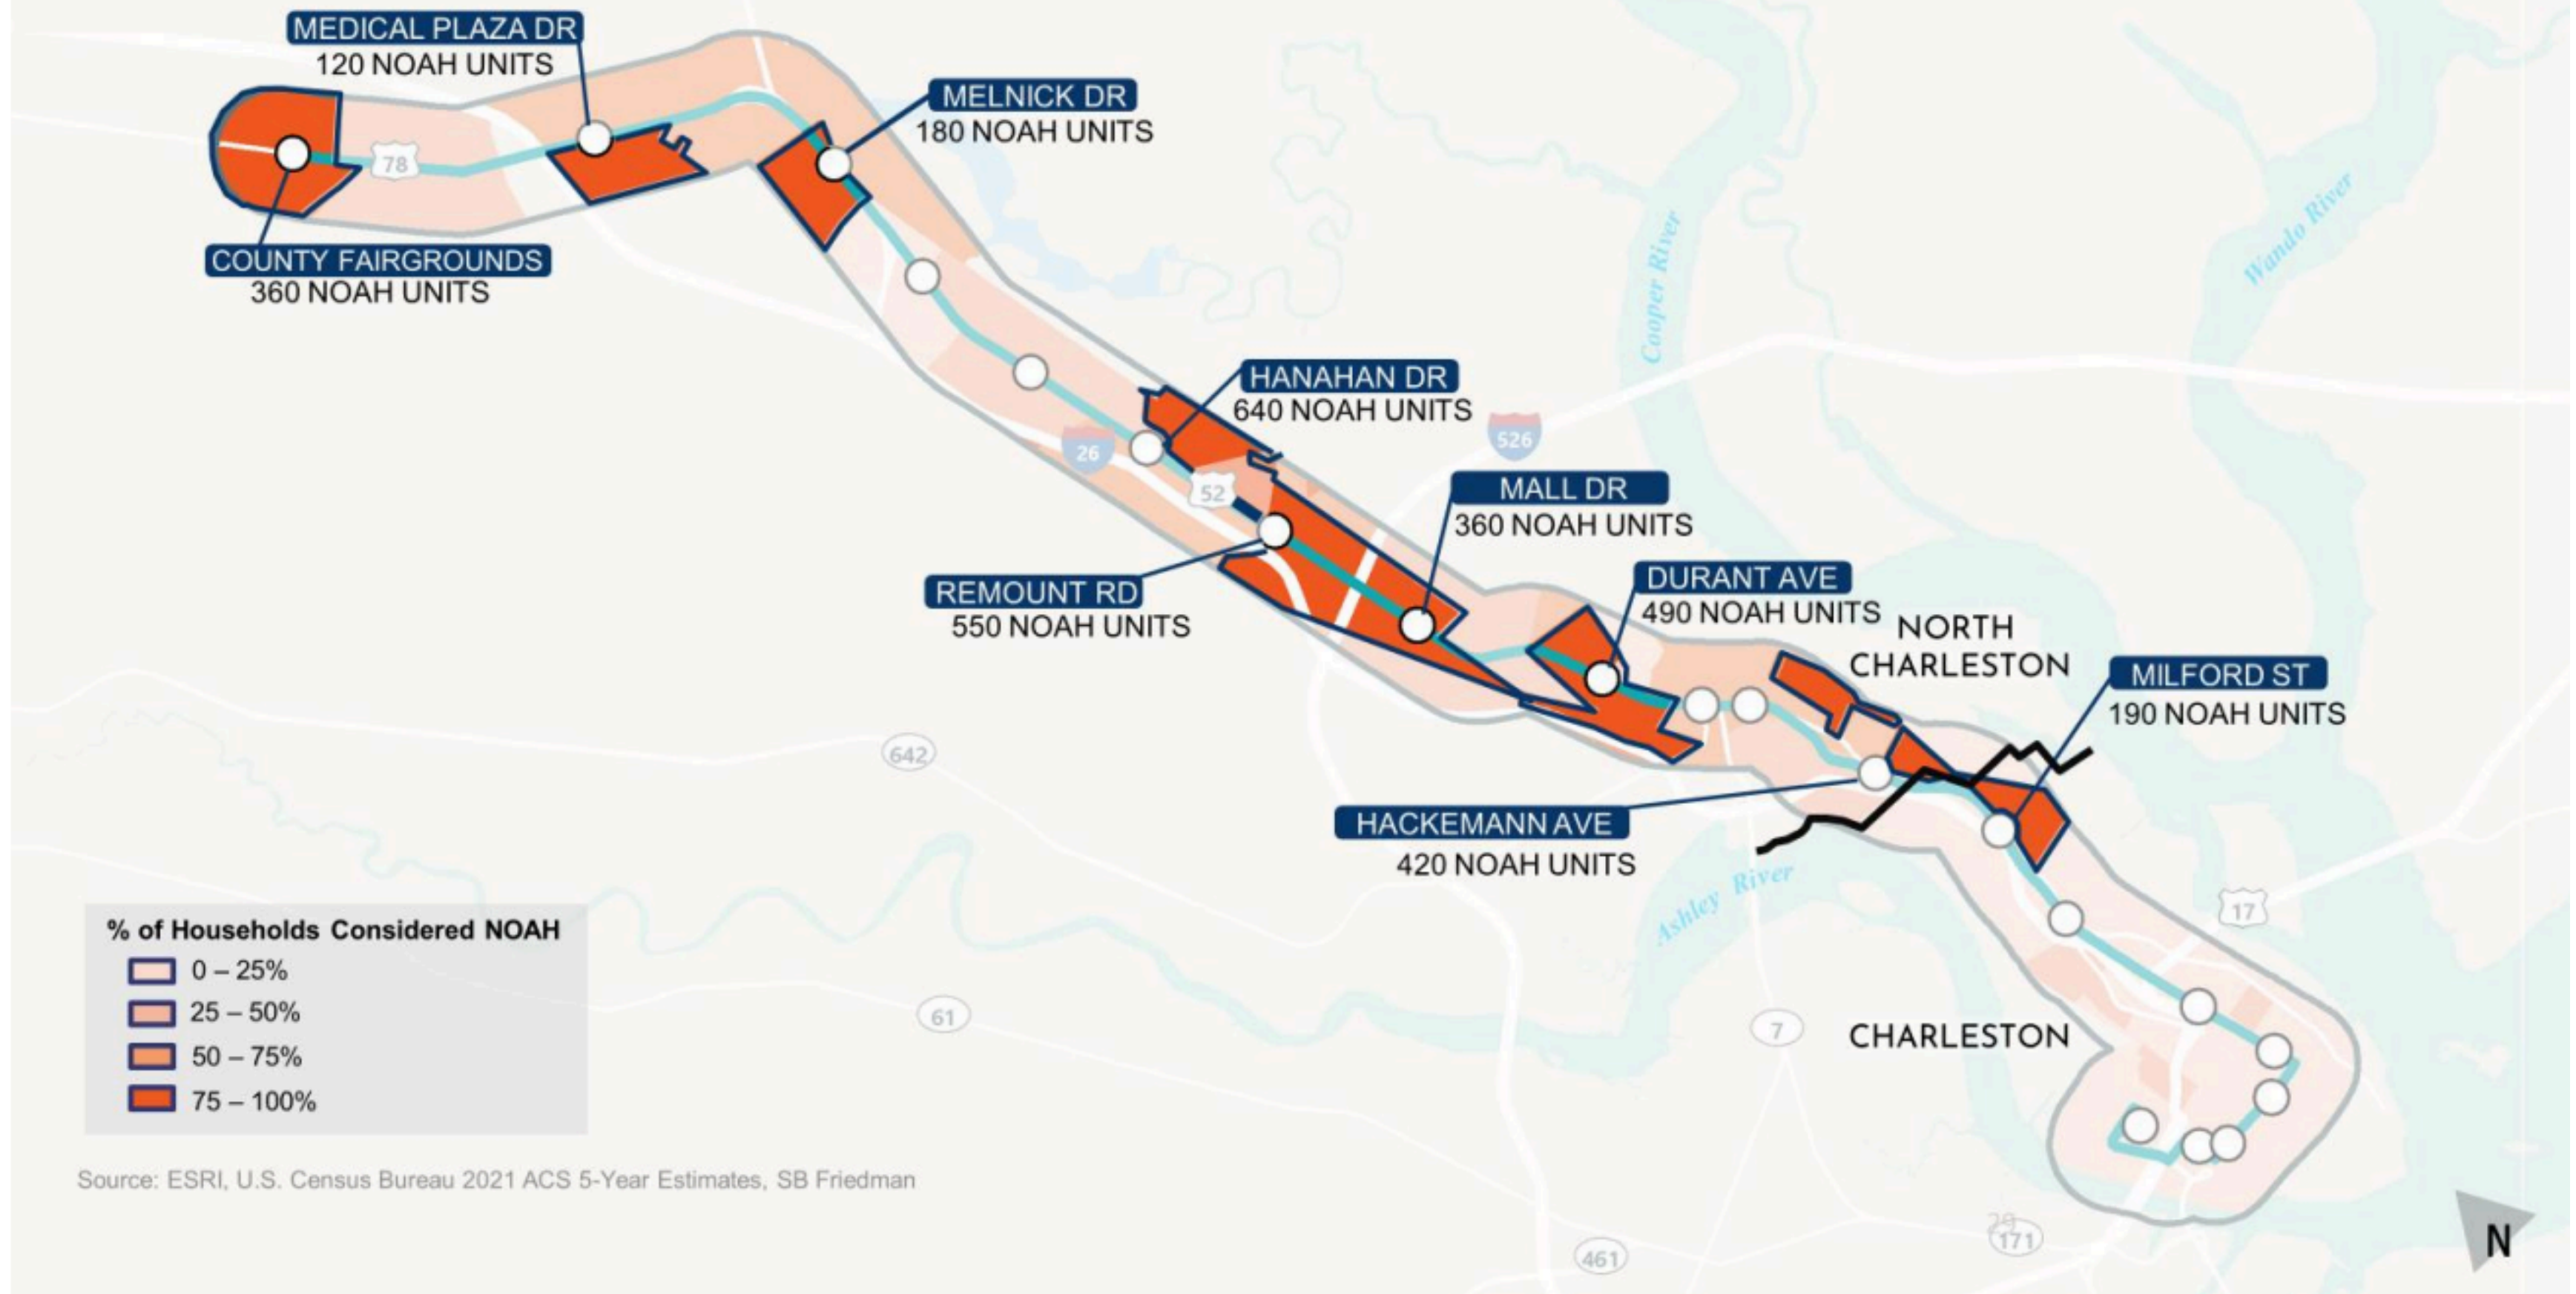 MEDICAL PLAZA DR
120 NOAH UNITS
MELNICK DR
180 NOAH UNITS
78
COUNTY FAIRGROUNDS
360 NOAH UNITS
Cooper River
Wando River
HANAHAN DR
640 NOAH UNITS
26
526
52
MALL DR
360 NOAH UNITS
REMOUNT RD
550 NOAH UNITS
DURANT AVE
490 NOAH UNITS
NORTH
CHARLESTON
MILFORD ST
190 NOAH UNITS
642
HACKEMANN AVE
420 NOAH UNITS
Ashley River
17
% of Households Considered NOAH
0 – 25%
25 – 50%
50 – 75%
75 – 100%
61
7
CHARLESTON
Source: ESRI, U.S. Census Bureau 2021 ACS 5-Year Estimates, SB Friedman
29
171
461
N